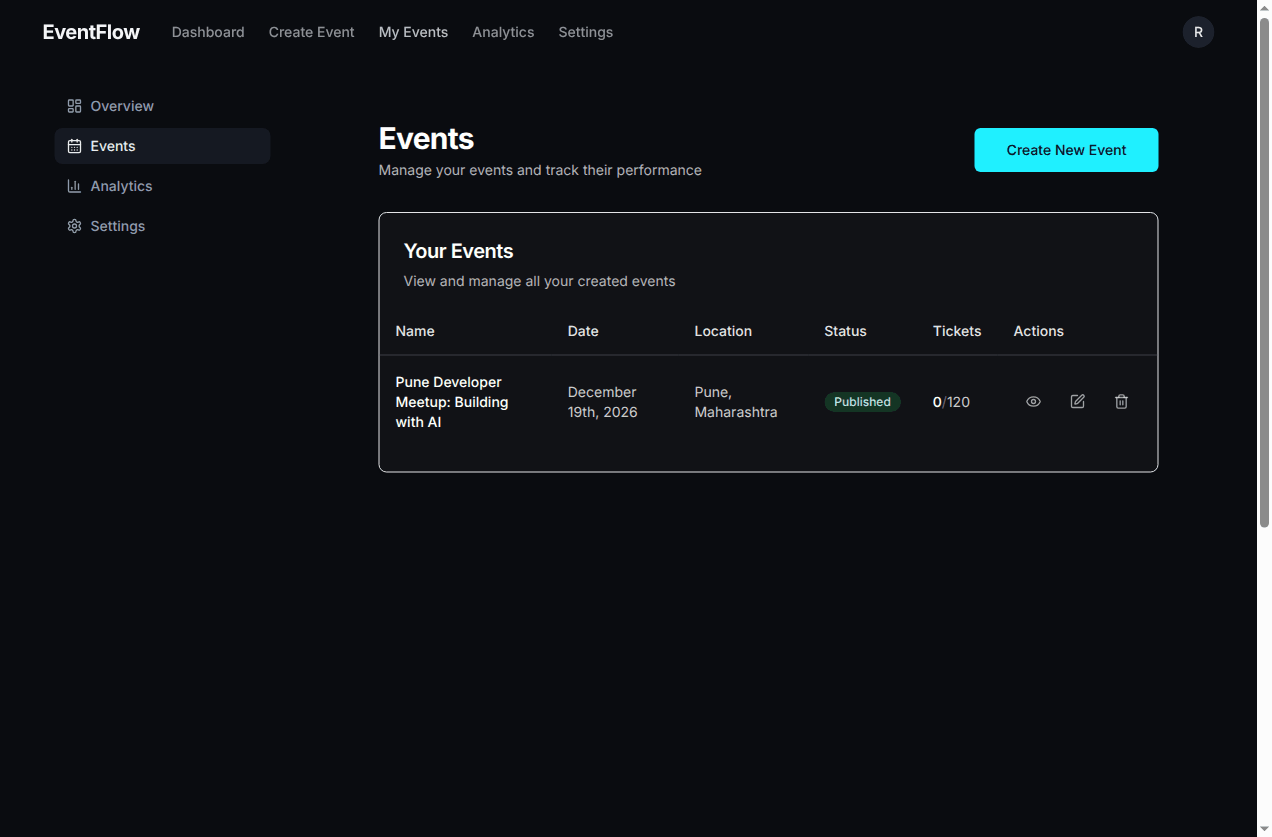 EventFlow Dashboard Create Event My Events Analytics Settings R
Overview
Events
Analytics
Settings
Events
Manage your events and track their performance
Create New Event
Your Events
View and manage all your created events
Name Date Location Status Tickets Actions
Pune Developer
Meetup: Building
with AI
December
19th, 2026
Pune,
Maharashtra
Published
0/120